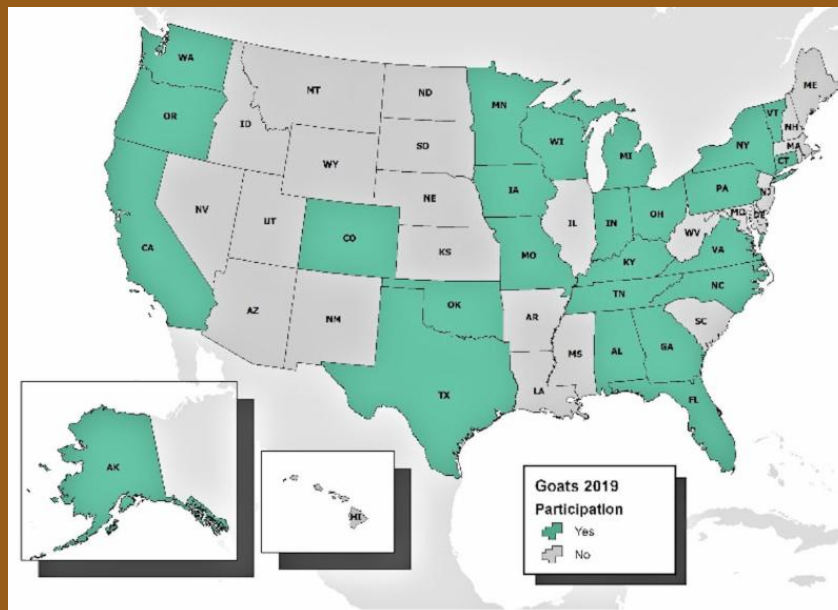 WA
MT
ND
ME
OR
ID
MN
VT
NH
SD
WI
NY
MA
WY
MI
CT
NE
IA
PA
NJ
NV
UT
CO
IL
IN
OH
MD
DE
CA
KS
MO
WV
VA
KY
AZ
NM
OK
TN
NC
AR
SC
TX
MS
AL
GA
LA
FL
AK
HI
Goats 2019
Participation
Yes
No